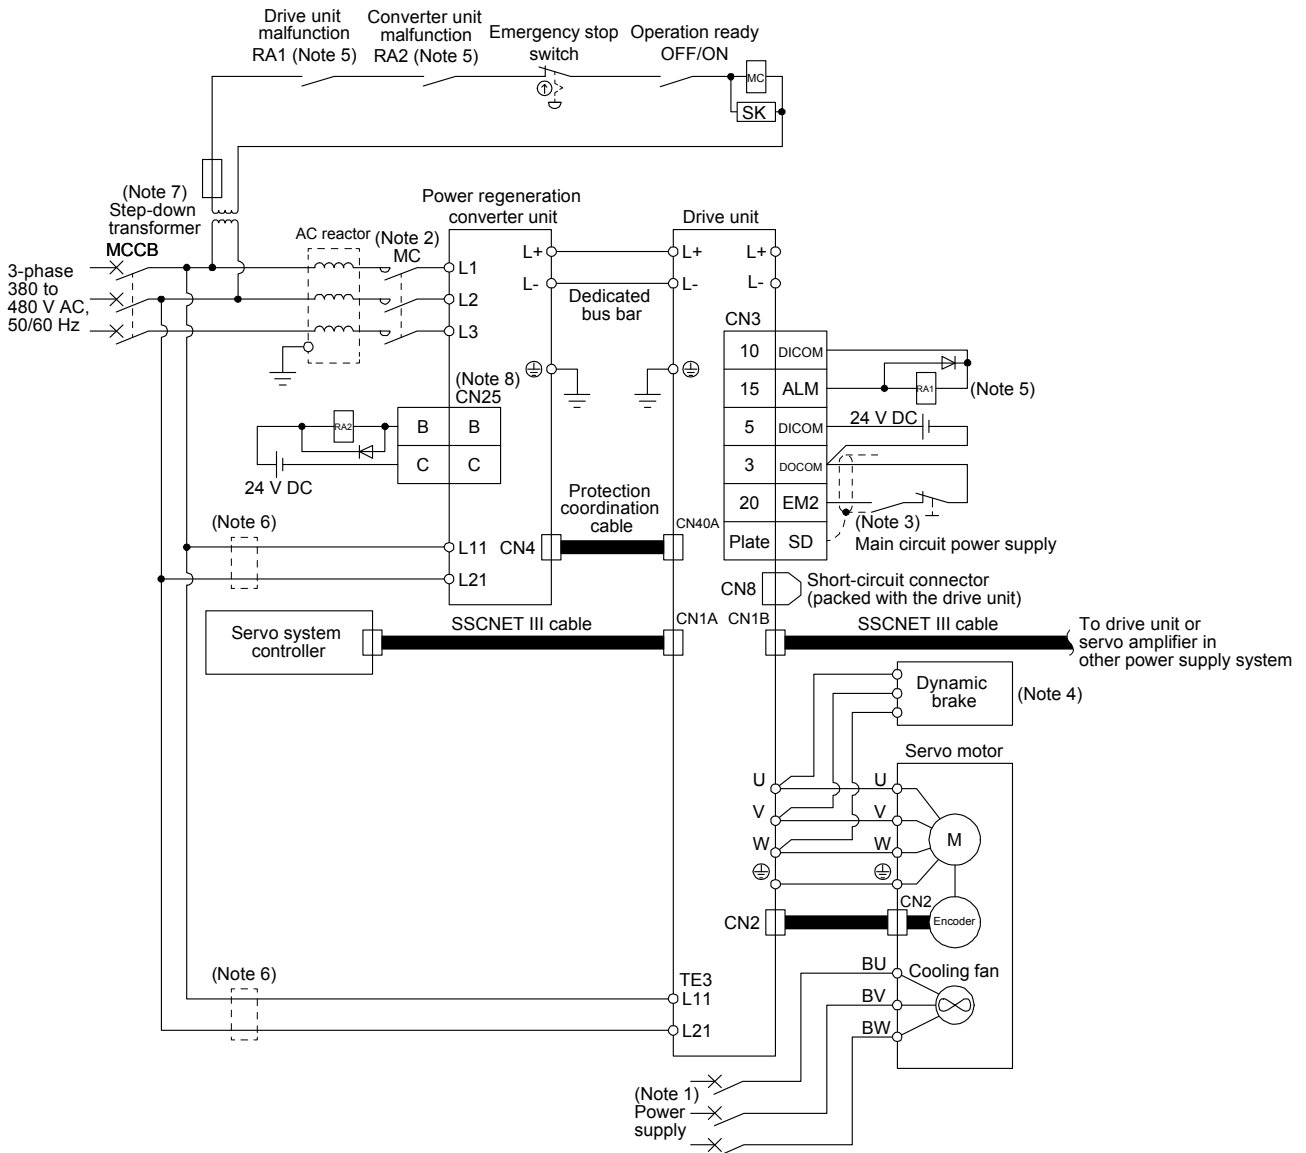 Drive unit
malfunction
RA1 (Note 5)
Converter unit
malfunction
RA2 (Note 5)
Emergency stop
switch
Operation ready
OFF/ON
MC
SK
(Note 7)
Step-down
transformer
MCCB
3-phase
380 to
480 V AC,
50/60 Hz
AC reactor
(Note 2)
MC
Power regeneration
converter unit
L1
L2
L3
L+
L-
Dedicated
bus bar
Drive unit
L+
L-
L+
L-
CN3
10 DICOM
15 ALM
5 DICOM
3 DOCOM
20 EM2
Plate SD
RA1
(Note 5)
24 V DC
(Note 3)
Main circuit power supply
(Note 8)
CN25
B B
C C
RA2
24 V DC
(Note 6)
L11
L21
CN4
Protection
coordination
cable
CN40A
CN8
Short-circuit connector
(packed with the drive unit)
Servo system
controller
SSCNET III cable
CN1A
CN1B
SSCNET III cable
To drive unit or
servo amplifier in
other power supply system
Dynamic
brake
(Note 4)
Servo motor
U
V
W
U
V
W
M
CN2
CN2
Encoder
(Note 6)
TE3
L11
L21
BU
BV
BW
Cooling fan
(Note 1)
Power
supply